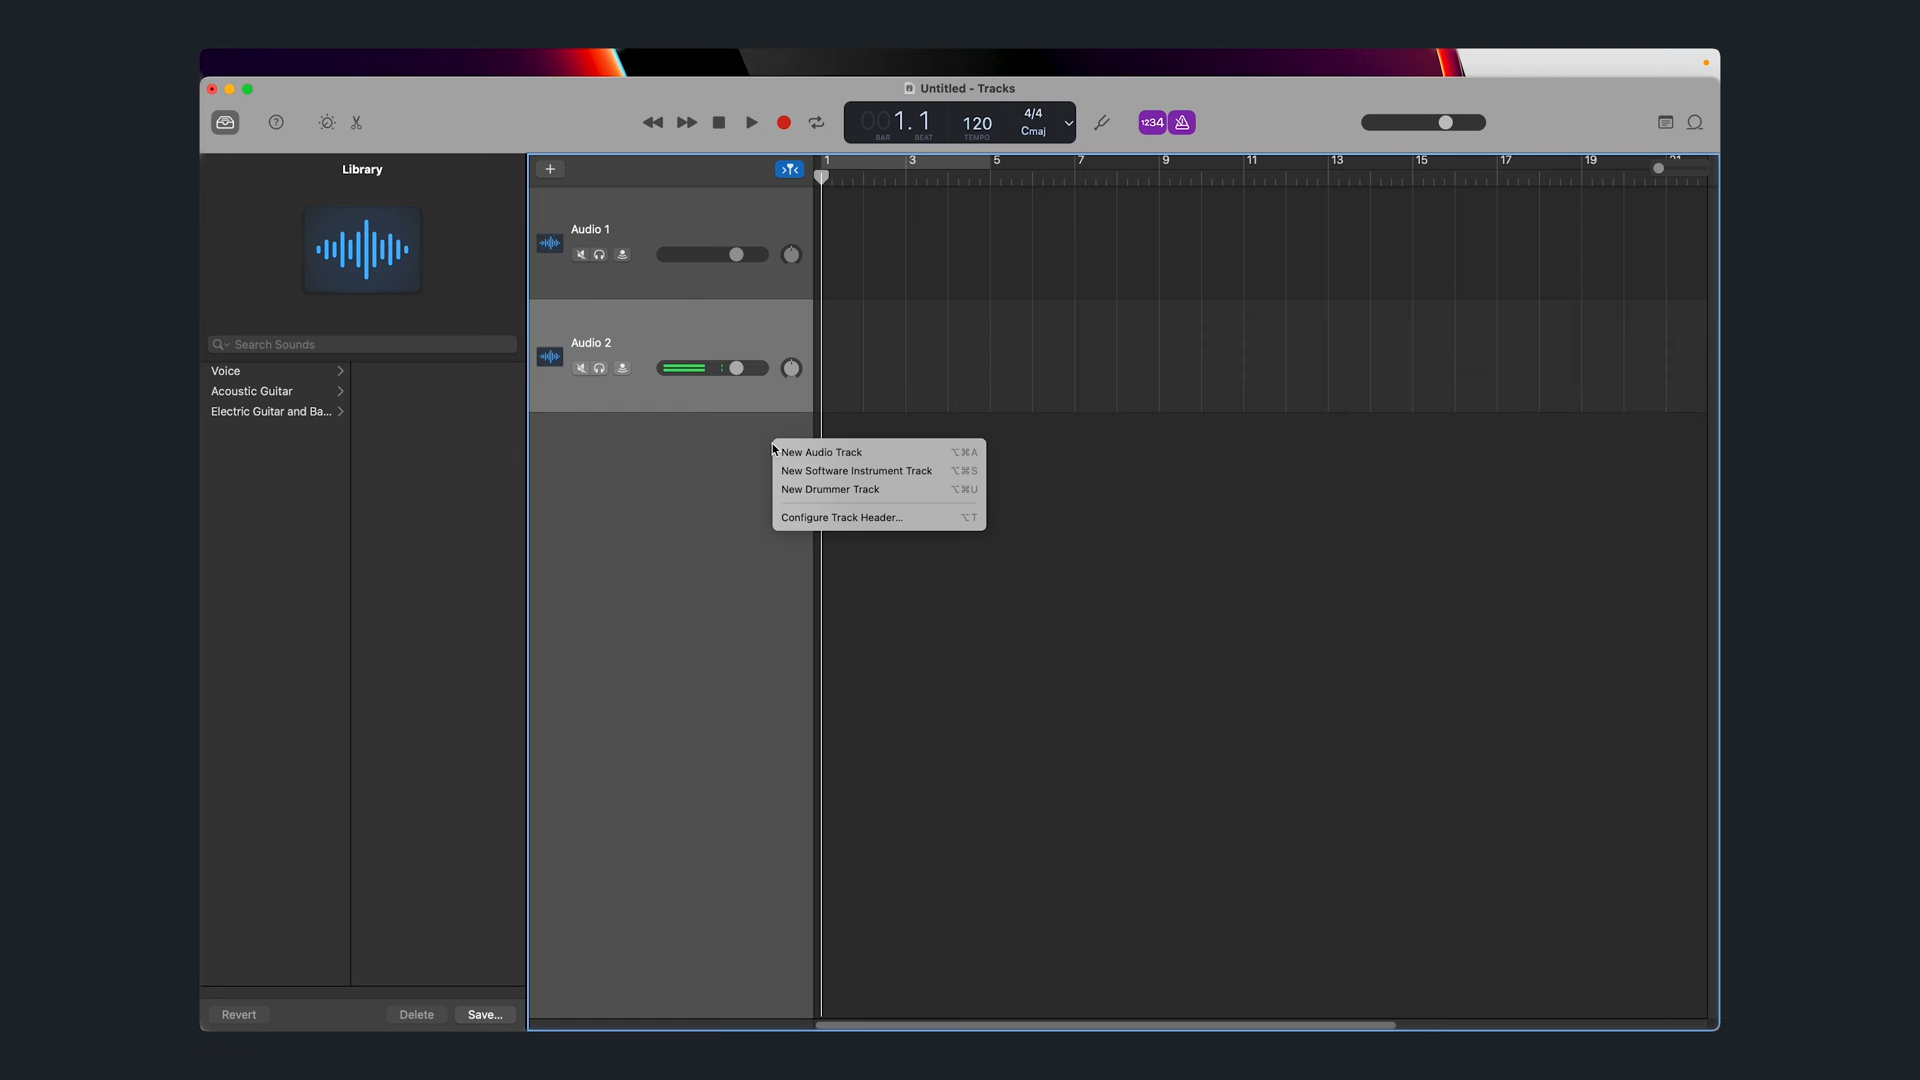 Untitled - Tracks
001. 1
BAR BEAT
120
TEMPO
4/4
Cmaj
1234
Library
1 3 5 7 9 11 13 15 17 19 21
Audio 1
Audio 2
Search Sounds
Voice
Acoustic Guitar
Electric Guitar and Ba...
New Audio Track ⌥⌘A
New Software Instrument Track ⌥⌘S
New Drummer Track ⌥⌘U
Configure Track Header... ⌥T
Revert
Delete
Save...